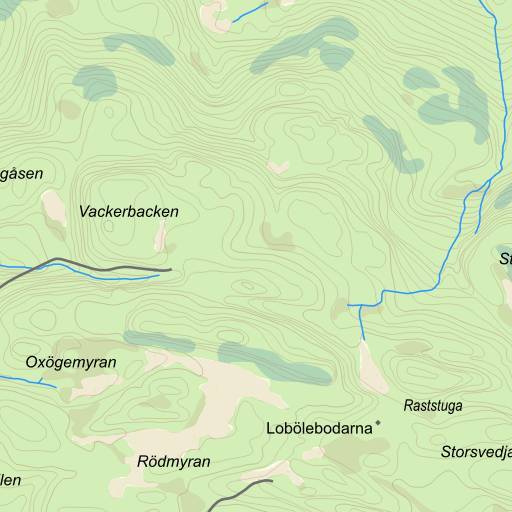 gåsen
Vackerbacken
St
Oxögemyran
Raststuga
Lobölebodarna
Storsvedja
Rödmyran
len